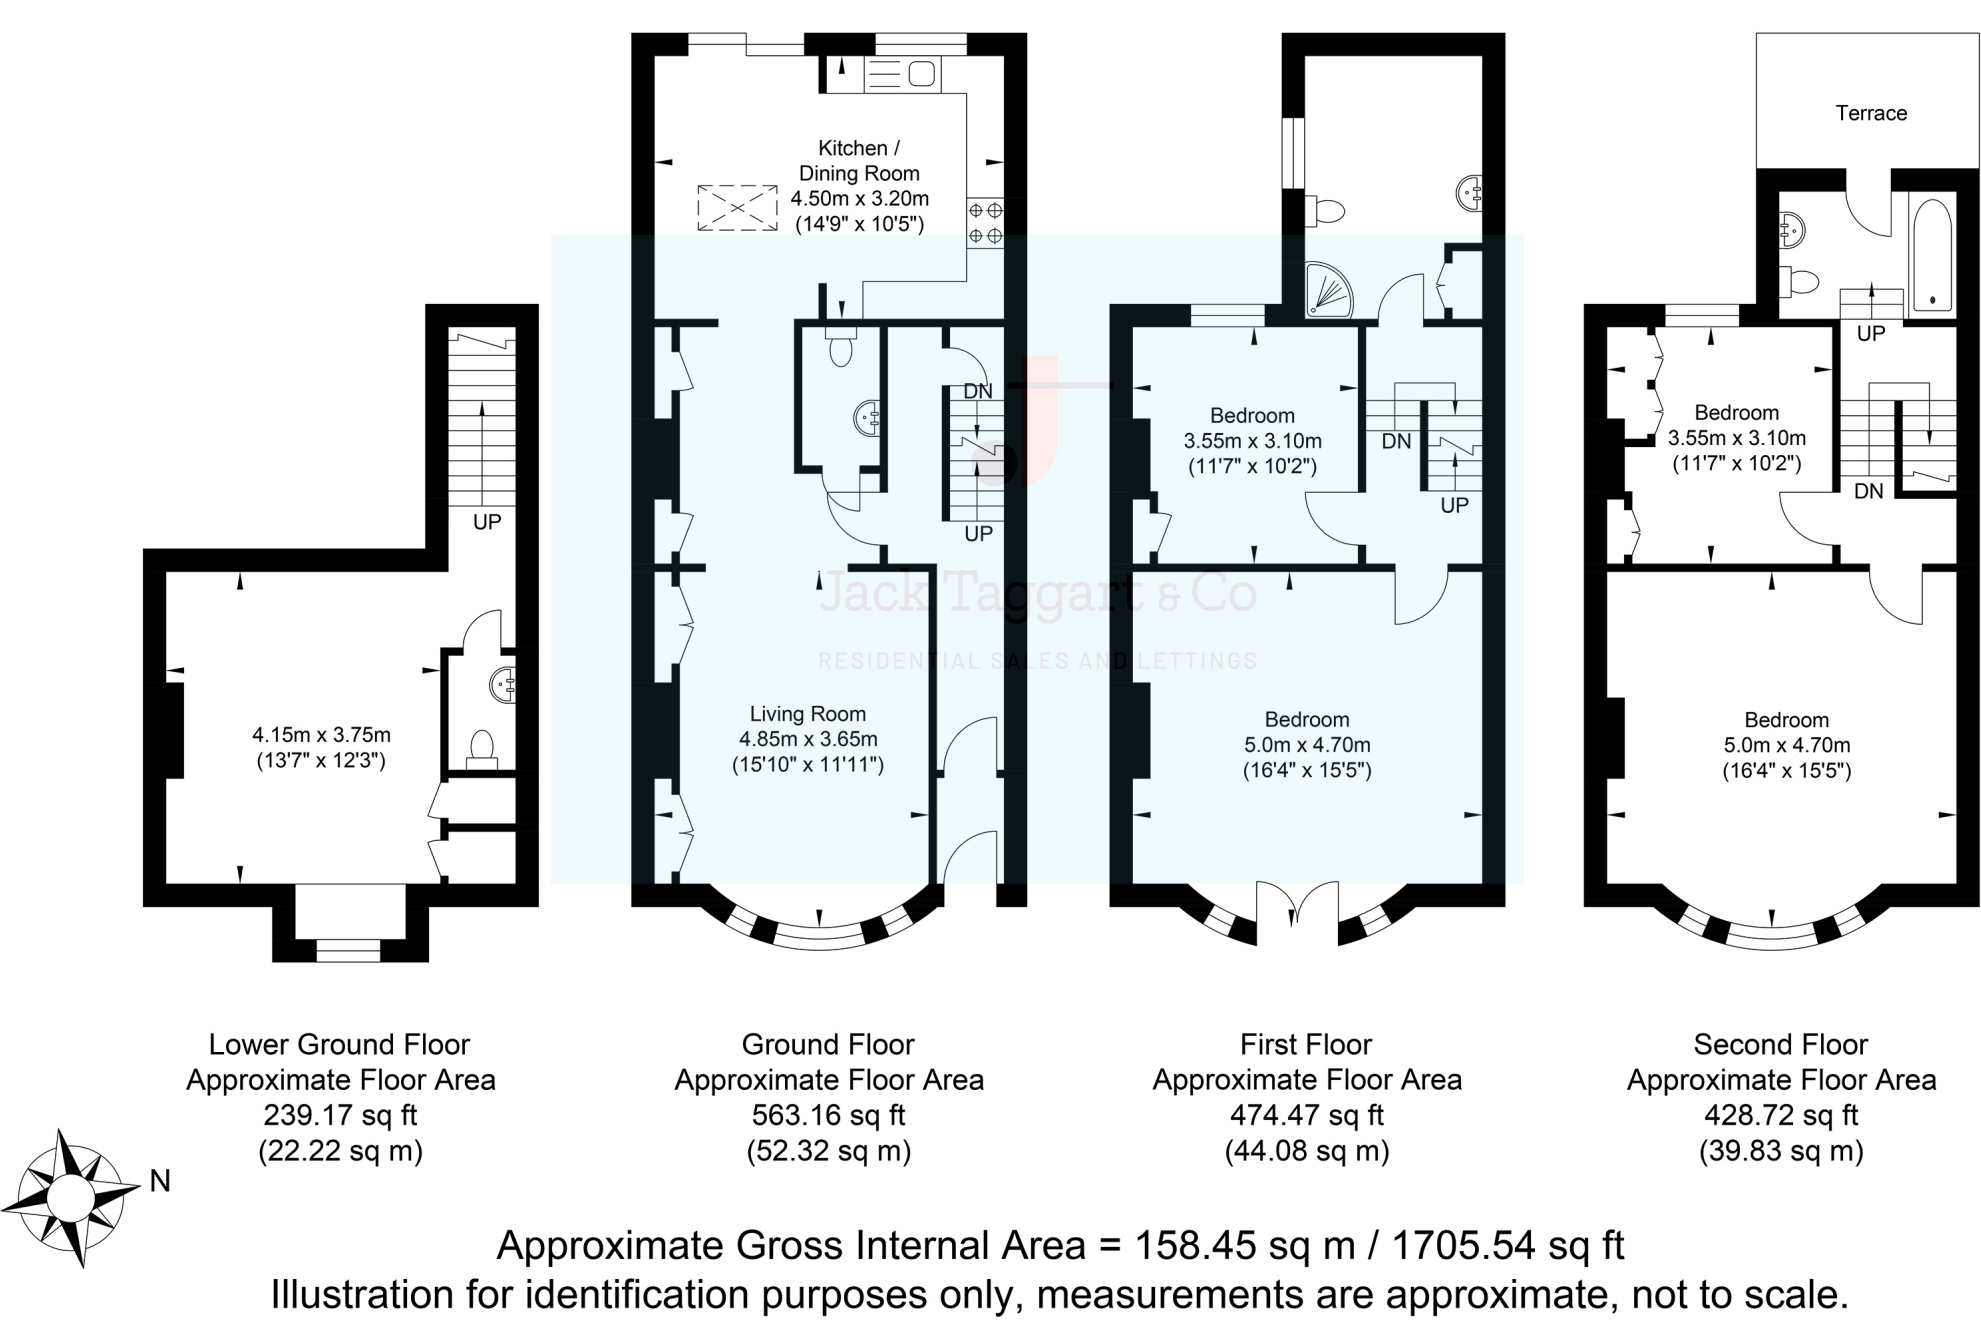 Terrace
Kitchen /
Dining Room
4.50m x 3.20m
(14'9" x 10'5")
UP
DN
Bedroom
3.55m x 3.10m
(11'7" x 10'2")
DN
UP
Bedroom
3.55m x 3.10m
(11'7" x 10'2")
DN
UP
UP
Jack Taggart & Co
RESIDENTIAL SALES AND LETTINGS
4.15m x 3.75m
(13'7" x 12'3")
Living Room
4.85m x 3.65m
(15'10" x 11'11")
Bedroom
5.0m x 4.70m
(16'4" x 15'5")
Bedroom
5.0m x 4.70m
(16'4" x 15'5")
Lower Ground Floor
Approximate Floor Area
239.17 sq ft
(22.22 sq m)
Ground Floor
Approximate Floor Area
563.16 sq ft
(52.32 sq m)
First Floor
Approximate Floor Area
474.47 sq ft
(44.08 sq m)
Second Floor
Approximate Floor Area
428.72 sq ft
(39.83 sq m)
N
Approximate Gross Internal Area = 158.45 sq m / 1705.54 sq ft
Illustration for identification purposes only, measurements are approximate, not to scale.